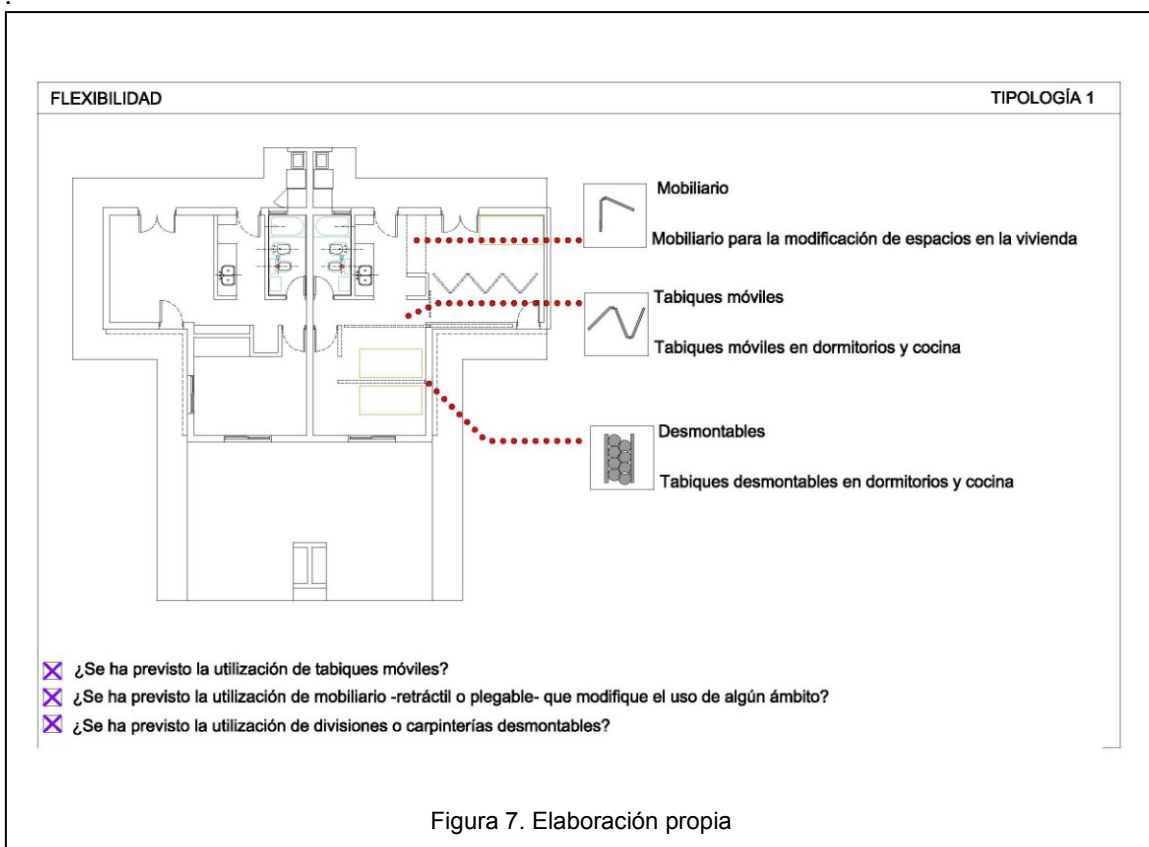 .
FLEXIBILIDAD TIPOLOGÍA 1
Mobiliario
Mobiliario para la modificación de espacios en la vivienda
Tabiques móviles
Tabiques móviles en dormitorios y cocina
Desmontables
Tabiques desmontables en dormitorios y cocina
¿Se ha previsto la utilización de tabiques móviles?
¿Se ha previsto la utilización de mobiliario -retráctil o plegable- que modifique el uso de algún ámbito?
¿Se ha previsto la utilización de divisiones o carpinterías desmontables?
Figura 7. Elaboración propia